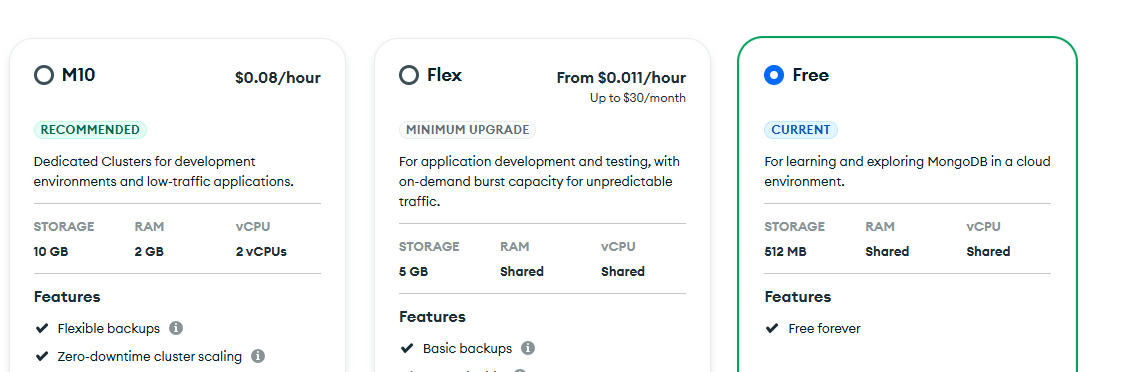 M10
$0.08/hour
RECOMMENDED
Dedicated Clusters for development
environments and low-traffic applications.
STORAGE RAM vCPU
10 GB 2 GB 2 vCPUs
Features
Flexible backups
Zero-downtime cluster scaling
Flex
From $0.011/hour
Up to $30/month
MINIMUM UPGRADE
For application development and testing, with
on-demand burst capacity for unpredictable
traffic.
STORAGE RAM vCPU
5 GB Shared Shared
Features
Basic backups
Free
CURRENT
For learning and exploring MongoDB in a cloud
environment.
STORAGE RAM vCPU
512 MB Shared Shared
Features
Free forever